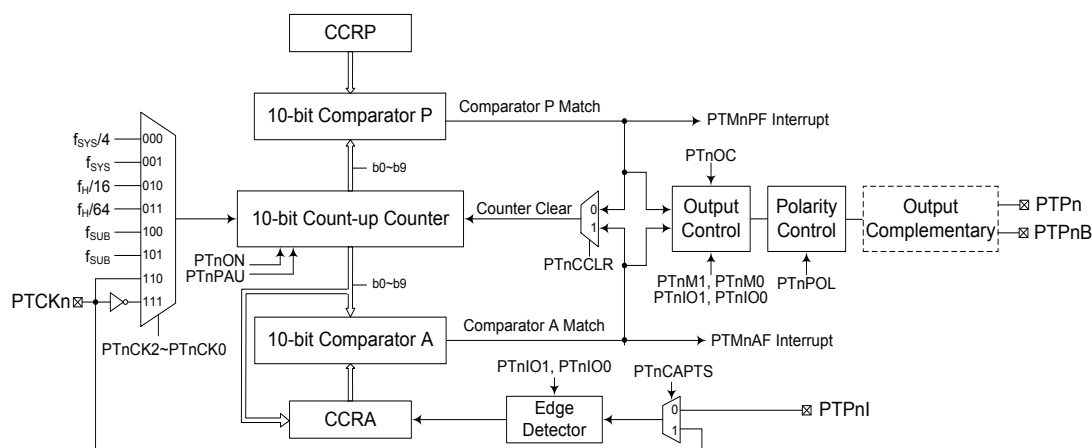 CCRP
10-bit Comparator P
Comparator P Match
PTMnPF Interrupt
fSYS/4
fSYS
fH/16
fH/64
fSUB
fSUB
000
001
010
011
100
101
110
111
b0~b9
PTnOC
10-bit Count-up Counter
Counter Clear
0
1
Output
Control
Polarity
Control
Output
Complementary
PTPn
PTPnB
PTnON
PTnPAU
PTnCCLR
PTnM1, PTnM0
PTnIO1, PTnIO0
PTnPOL
PTCKn
b0~b9
PTnCK2~PTnCK0
10-bit Comparator A
Comparator A Match
PTMnAF Interrupt
PTnIO1, PTnIO0
PTnCAPTS
CCRA
Edge
Detector
0
1
PTPnI